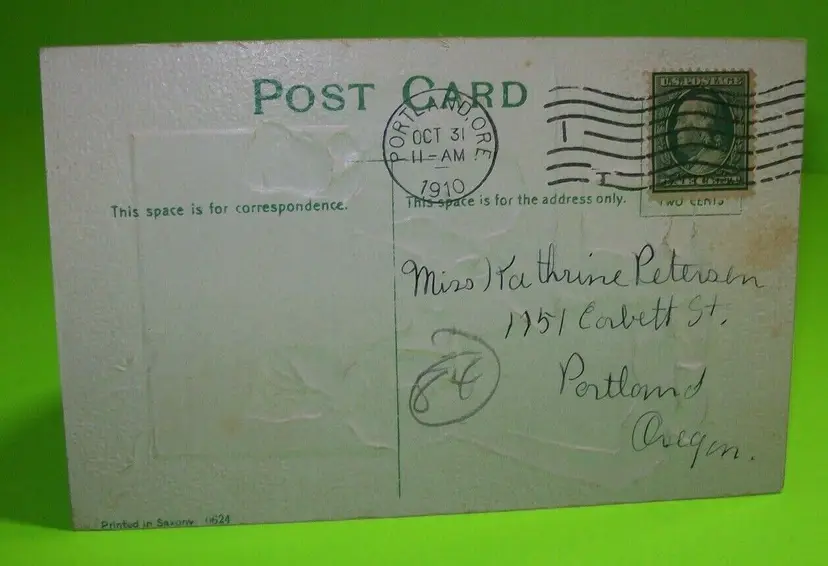 POST CARD
PORTLAND, ORE.
OCT 31
11-AM
1910
U.S. POSTAGE
This space is for correspondence.
This space is for the address only.
TWO CENTS
Miss Kathrine Petersen
1151 Corbett St.
Portland
Oregon.
84
Printed in Saxony